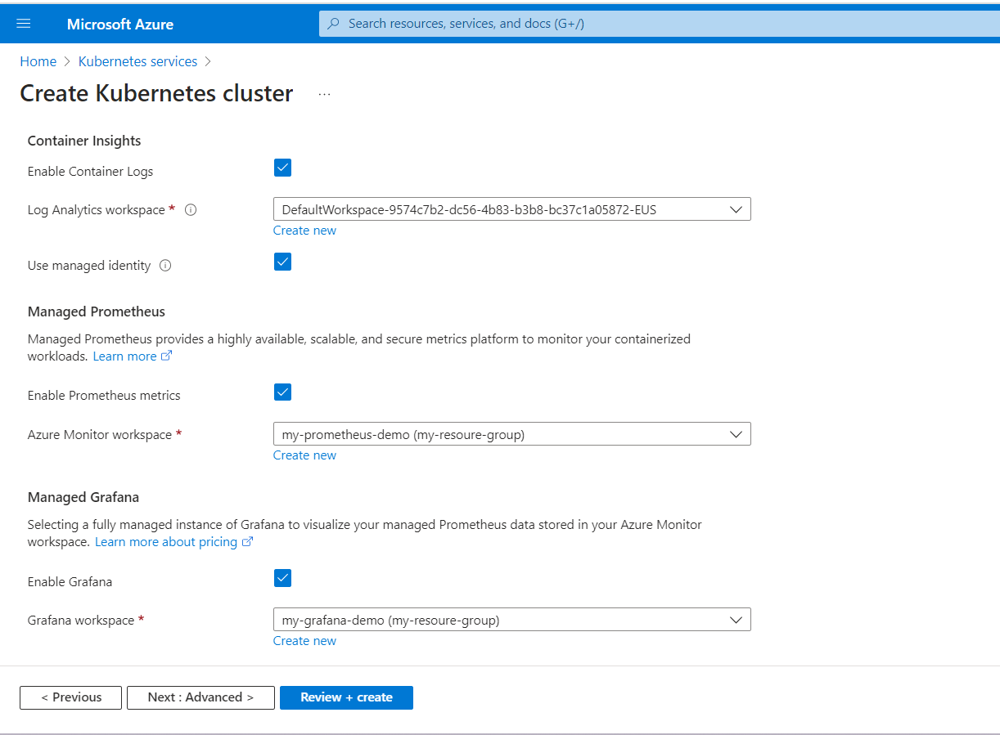 Microsoft Azure
Search resources, services, and docs (G+/)
Home > Kubernetes services >
Create Kubernetes cluster ...
Container Insights
Enable Container Logs
Log Analytics workspace * DefaultWorkspace-9574c7b2-dc56-4b83-b3b8-bc37c1a05872-EUS
Create new
Use managed identity
Managed Prometheus
Managed Prometheus provides a highly available, scalable, and secure metrics platform to monitor your containerized
workloads. Learn more
Enable Prometheus metrics
Azure Monitor workspace * my-prometheus-demo (my-resoure-group)
Create new
Managed Grafana
Selecting a fully managed instance of Grafana to visualize your managed Prometheus data stored in your Azure Monitor
workspace. Learn more about pricing
Enable Grafana
Grafana workspace * my-grafana-demo (my-resoure-group)
Create new
< Previous
Next : Advanced >
Review + create